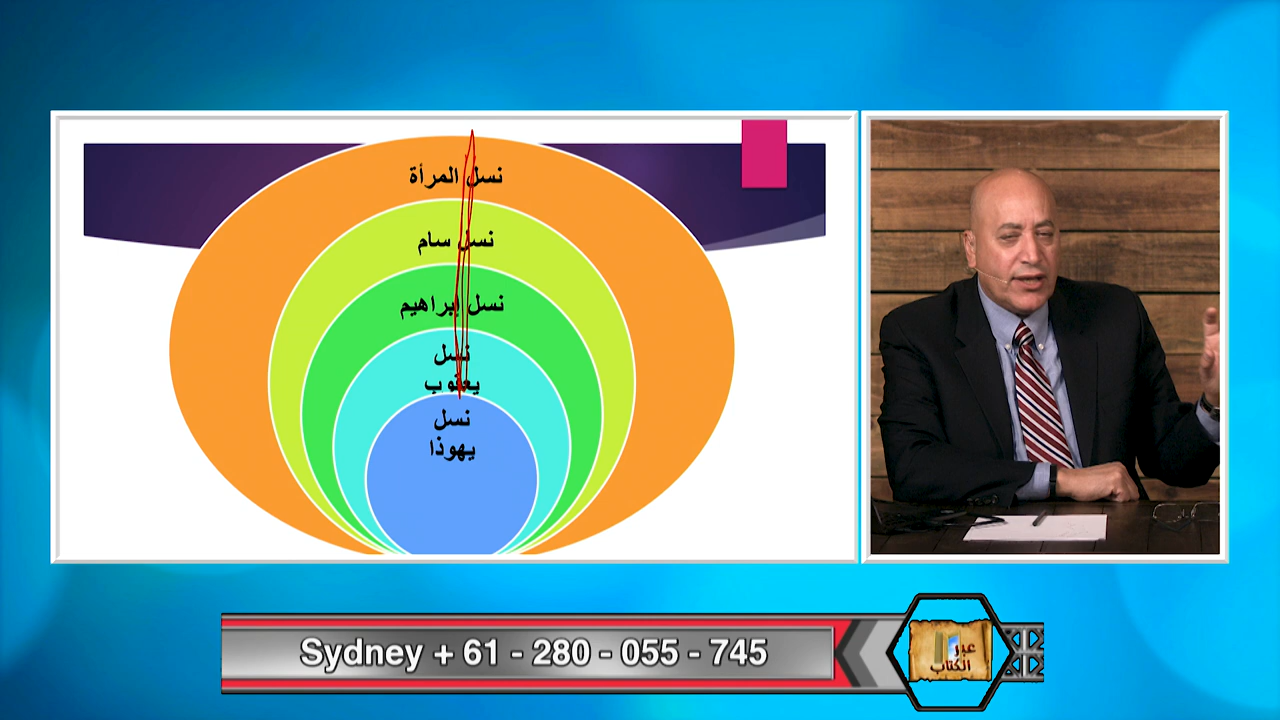 نسل المرأة
نسل سام
نسل إبراهيم
نسل
يعقوب
نسل
يهوذا
Sydney + 61 - 280 - 055 - 745
عبر
الكتاب